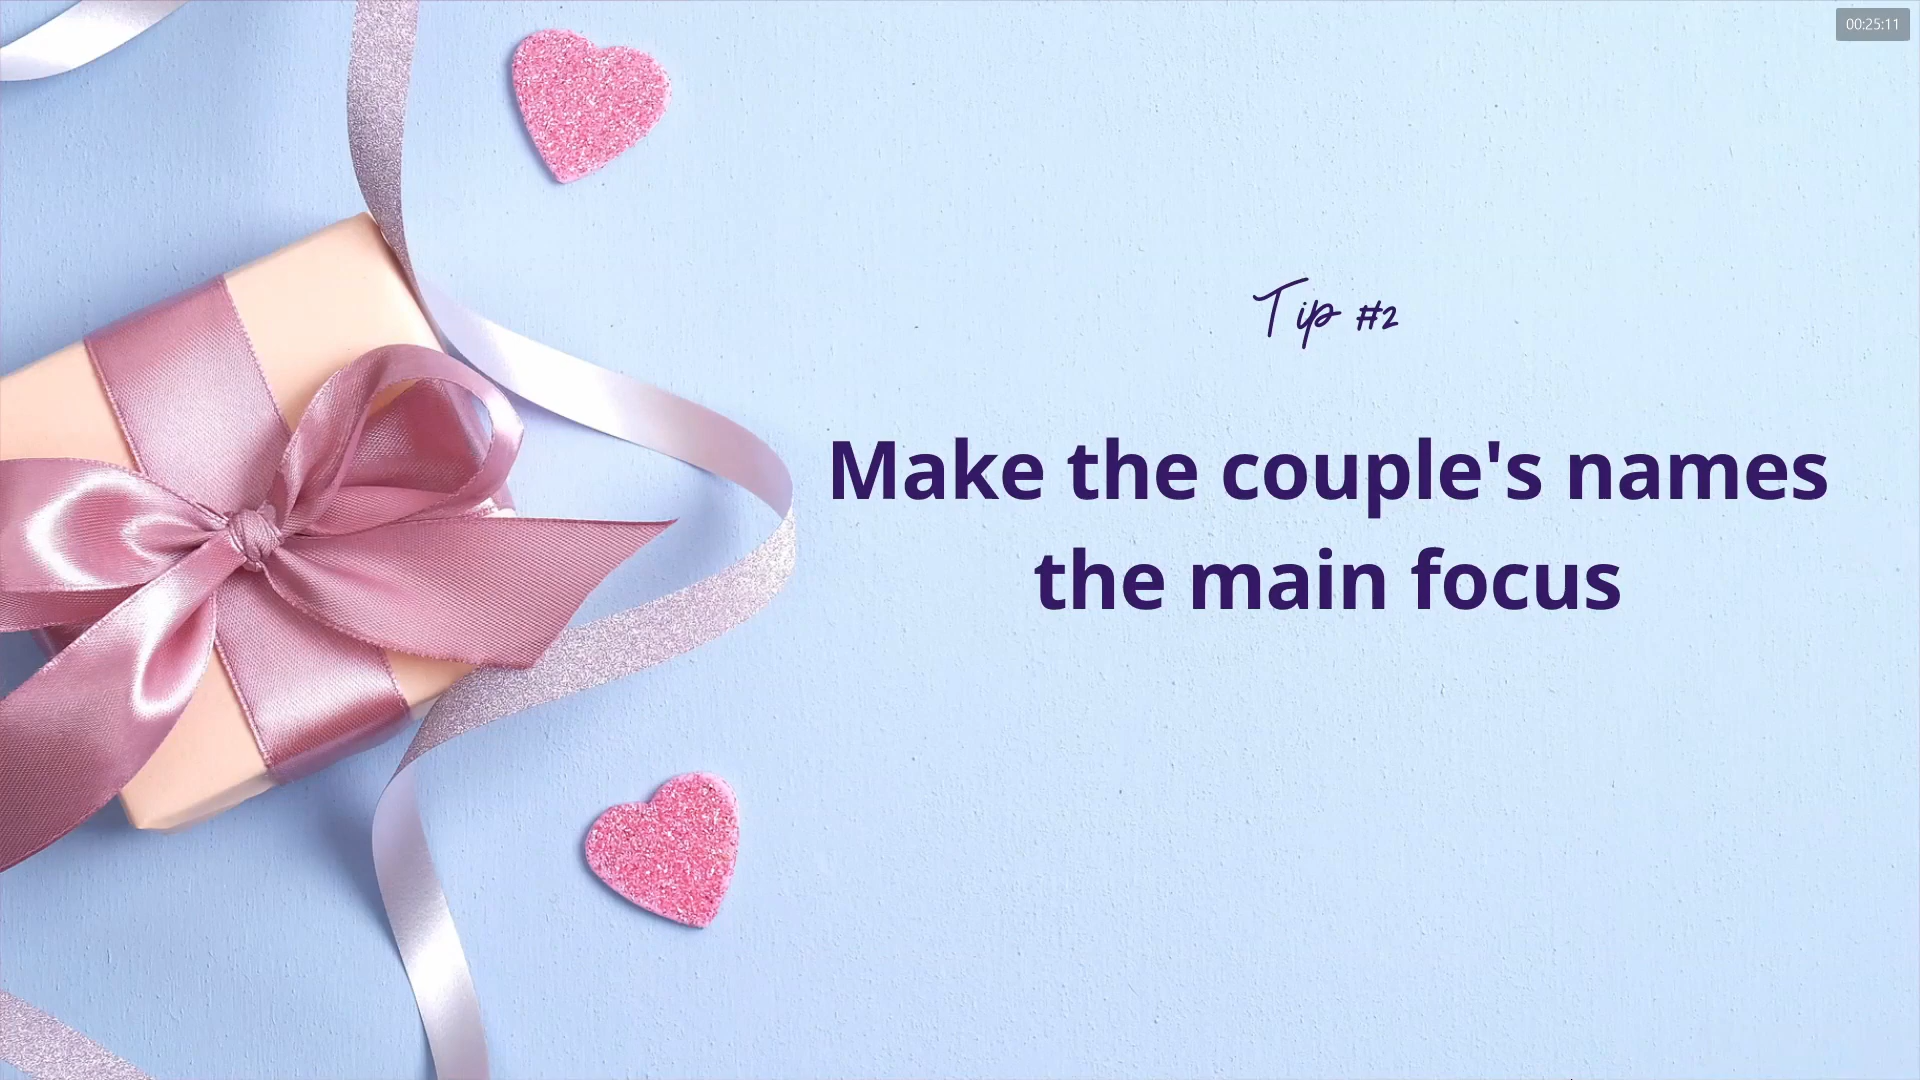 00:25:11
Tip #2
Make the couple's names
the main focus